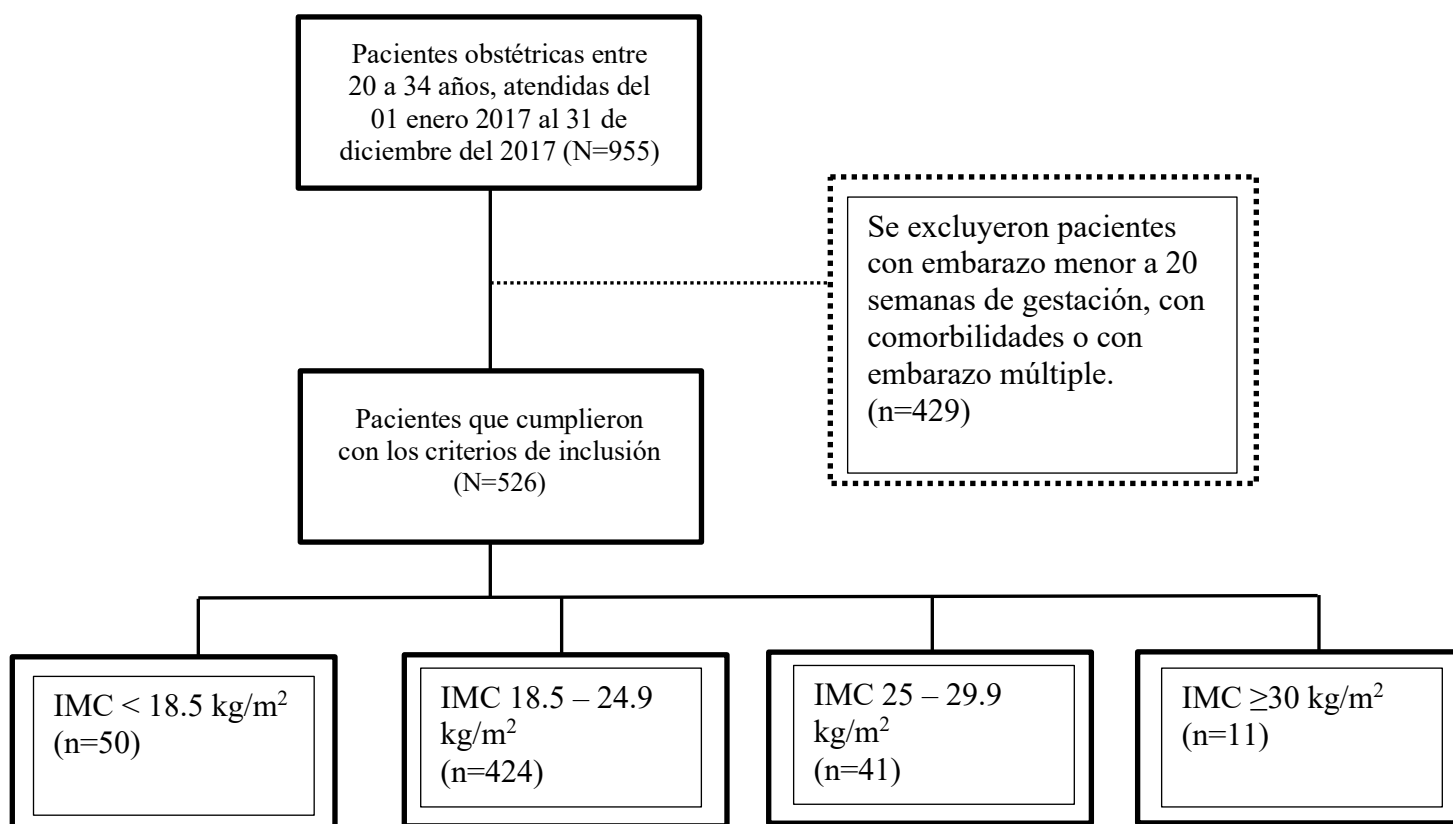 Pacientes obstétricas entre
20 a 34 años, atendidas del
01 enero 2017 al 31 de
diciembre del 2017 (N=955)
Se excluyeron pacientes
con embarazo menor a 20
semanas de gestación, con
comorbilidades o con
embarazo múltiple.
(n=429)
Pacientes que cumplieron
con los criterios de inclusión
(N=526)
IMC < 18.5 kg/m²
(n=50)
IMC 18.5 – 24.9
kg/m²
(n=424)
IMC 25 – 29.9
kg/m²
(n=41)
IMC ≥30 kg/m²
(n=11)